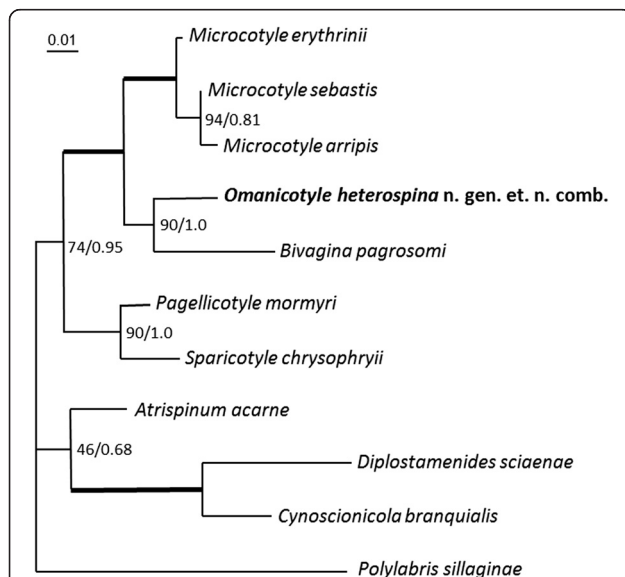 0.01
Microcotyle erythrinii
Microcotyle sebastis
94/0.81
Microcotyle arripis
Omanicotyle heterospina n. gen. et. n. comb.
90/1.0
74/0.95
Bivagina pagrosomi
Pagellicotyle mormyri
90/1.0
Sparicotyle chrysophryii
Atrispinum acarne
46/0.68
Diplostamenides sciaenae
Cynoscionicola branquialis
Polylabris sillaginae